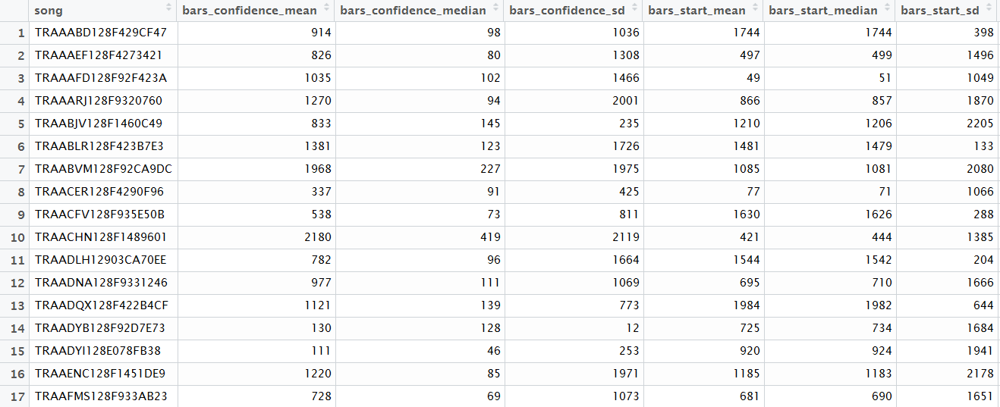 song bars_confidence_mean bars_confidence_median bars_confidence_sd bars_start_mean bars_start_median bars_start_sd
1 TRAAABD128F429CF47 914 98 1036 1744 1744 398
2 TRAAAEF128F4273421 826 80 1308 497 499 1496
3 TRAAAFD128F92F423A 1035 102 1466 49 51 1049
4 TRAAARJ128F9320760 1270 94 2001 866 857 1870
5 TRAABJV128F1460C49 833 145 235 1210 1206 2205
6 TRAABLR128F423B7E3 1381 123 1726 1481 1479 133
7 TRAABVM128F92CA9DC 1968 227 1975 1085 1081 2080
8 TRAACER128F4290F96 337 91 425 77 71 1066
9 TRAACFV128F935E50B 538 73 811 1630 1626 288
10 TRAACHN128F1489601 2180 419 2119 421 444 1385
11 TRAADLH12903CA70EE 782 96 1664 1544 1542 204
12 TRAADNA128F9331246 977 111 1069 695 710 1666
13 TRAADQX128F422B4CF 1121 139 773 1984 1982 644
14 TRAADYB128F92D7E73 130 128 12 725 734 1684
15 TRAADYI128E078FB38 111 46 253 920 924 1941
16 TRAAENC128F1451DE9 1220 85 1971 1185 1183 2178
17 TRAAFMS128F933AB23 728 69 1073 681 690 1651